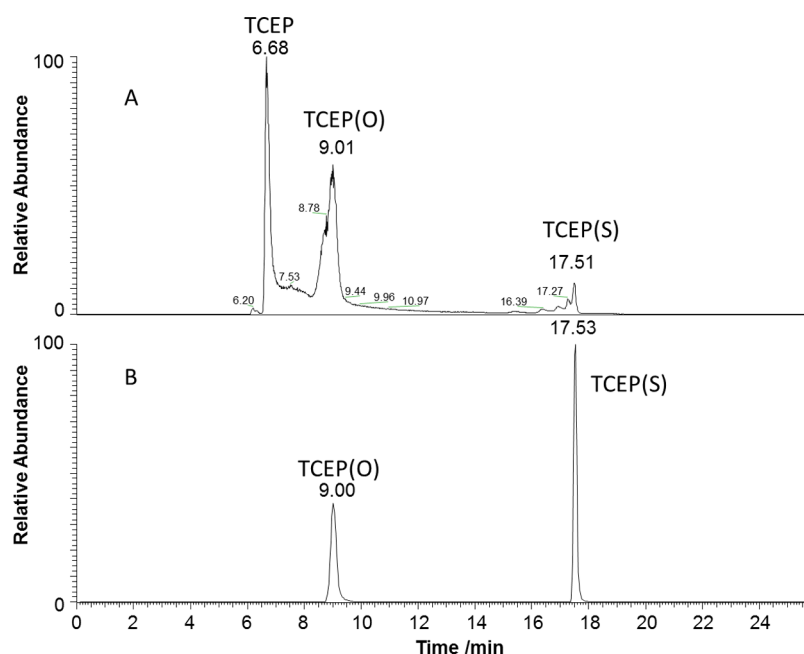 TCEP
6.68
100
A
TCEP(O)
9.01
8.78
TCEP(S)
17.51
7.53
17.27
9.44
9.96
10.97
16.39
6.20
0
Relative Abundance
17.53
100
B
TCEP(S)
TCEP(O)
9.00
0
Relative Abundance
0 2 4 6 8 10 12 14 16 18 20 22 24
Time /min